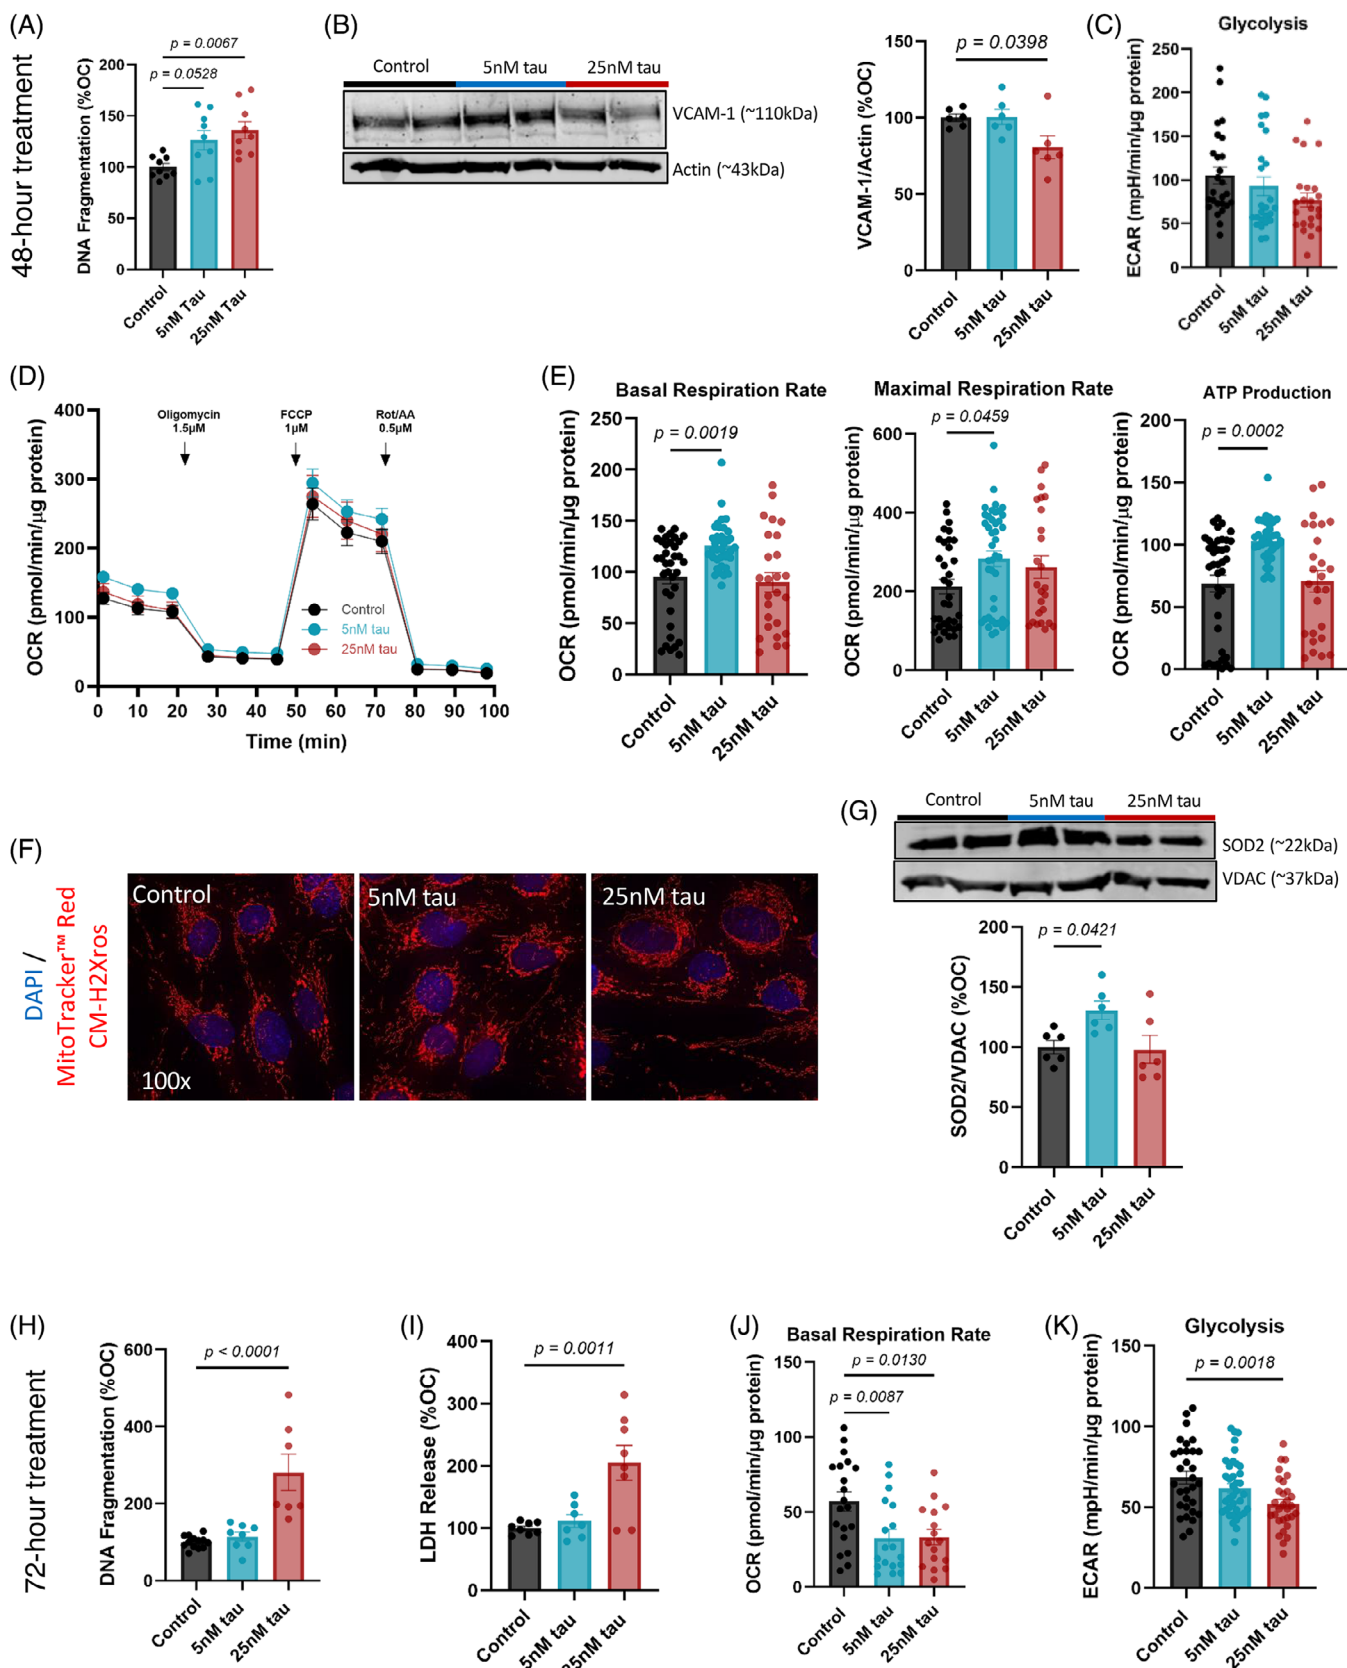 48-hour treatment
(A)
DNA Fragmentation (%OC)
200
150
100
50
0
p = 0.0067
p = 0.0528
Control
5nM Tau
25nM Tau
(B)
Control
5nM tau
25nM tau
VCAM-1 (~110kDa)
Actin (~43kDa)
VCAM-1/Actin (%OC)
150
100
50
0
p = 0.0398
Control
5nM tau
25nM tau
(C)
Glycolysis
ECAR (mpH/min/µg protein)
250
200
150
100
50
0
Control
5nM tau
25nM tau
(D)
OCR (pmol/min/µg protein)
400
300
200
100
0
Oligomycin
1.5µM
FCCP
1µM
Rot/AA
0.5µM
Control
5nM tau
25nM tau
0 10 20 30 40 50 60 70 80 90 100
Time (min)
(E)
Basal Respiration Rate
OCR (pmol/min/µg protein)
250
200
150
100
50
0
p = 0.0019
Control
5nM tau
25nM tau
Maximal Respiration Rate
OCR (pmol/min/µg protein)
600
400
200
0
p = 0.0459
Control
5nM tau
25nM tau
ATP Production
OCR (pmol/min/µg protein)
200
150
100
50
0
p = 0.0002
Control
5nM tau
25nM tau
(F)
DAPI /
MitoTracker™ Red
CM-H2Xros
Control
5nM tau
25nM tau
100x
(G)
Control
5nM tau
25nM tau
SOD2 (~22kDa)
VDAC (~37kDa)
SOD2/VDAC (%OC)
200
150
100
50
0
p = 0.0421
Control
5nM tau
25nM tau
72-hour treatment
(H)
DNA Fragmentation (%OC)
600
400
200
0
p < 0.0001
Control
5nM tau
25nM tau
(I)
LDH Release (%OC)
400
300
200
100
0
p = 0.0011
Control
5nM tau
25nM tau
(J)
Basal Respiration Rate
OCR (pmol/min/µg protein)
150
100
50
0
p = 0.0130
p = 0.0087
Control
5nM tau
25nM tau
(K)
Glycolysis
ECAR (mpH/min/µg protein)
150
100
50
0
p = 0.0018
Control
5nM tau
25nM tau